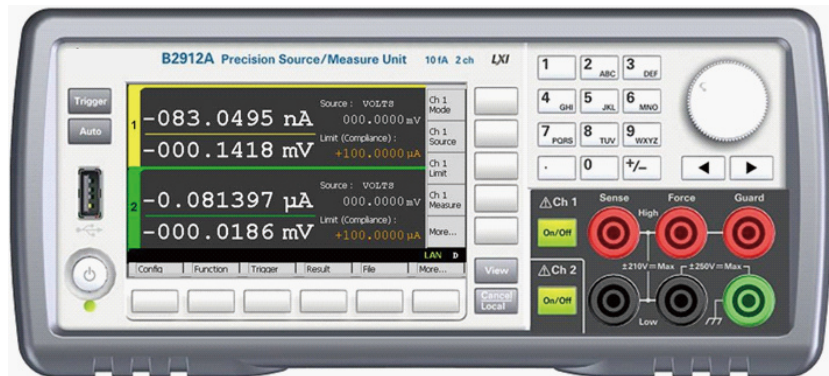 B2912A Precision Source/Measure Unit 10 fA 2 ch LXI
Trigger
Auto
1
-083.0495 nA
-000.1418 mV
Source : VOLTS
000.0000 mV
Limit (Compliance) :
+100.0000 µA
2
-0.081397 µA
-000.0186 mV
Source : VOLTS
000.0000 mV
Limit (Compliance) :
+100.0000 µA
Ch 1
Mode
Ch 1
Source
Ch 1
Limit
Ch 1
Measure
More...
LAN D
Config Function Trigger Result File More...
View
Cancel
Local
1 2 ABC 3 DEF
4 GHI 5 JKL 6 MNO
7 PQRS 8 TUV 9 WXYZ
. 0 +/−
Ch 1
On/Off
Sense Force Guard
High
Ch 2
On/Off
±210V Max ±250V Max
Low